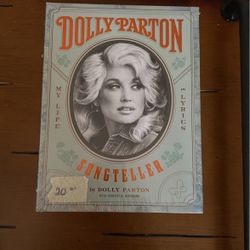 DOLLY PARTON
MY LIFE
in LYRICS
SONGTELLER
by DOLLY PARTON
20